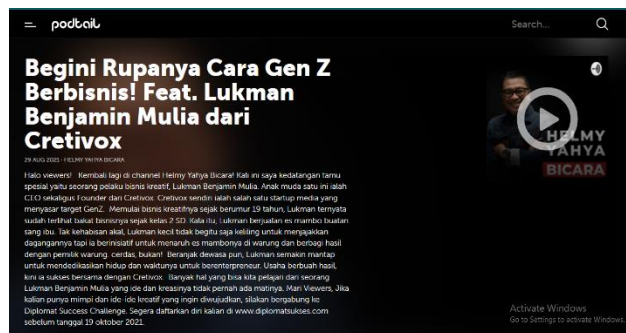 podtail
Search...
Begini Rupanya Cara Gen Z
Berbisnis! Feat. Lukman
Benjamin Mulia dari
Cretivox
29 AUG 2021 · HELMY YAHYA BICARA
Halo viewers! Kembali lagi di channel Helmy Yahya Bicara! Kali ini saya kedatangan tamu
spesial yaitu seorang pelaku bisnis kreatif, Lukman Benjamin Mulia. Anak muda satu ini ialah
CEO sekaligus Founder dari Cretivox. Cretivox sendiri ialah salah satu startup media yang
menyasar target GenZ. Memulai bisnis kreatifnya sejak berumur 19 tahun, Lukman ternyata
sudah terlihat bakat bisnisnya sejak kelas 2 SD. Kala itu, Lukman berjualan es mambo buatan
sang ibu. Tak kehabisan akal, Lukman kecil tidak begitu saja keliling untuk menjajakkan
dagangannya tapi ia berinisiatif untuk menaruh es mambonya di warung dan berbagi hasil
dengan pemilik warung. cerdas, bukan! Beranjak dewasa pun, Lukman semakin mantap
untuk mendedikasikan hidup dan waktunya untuk berenterpreneur. Usaha berbuah hasil,
kini ia sukses bersama dengan Cretivox. Banyak hal yang bisa kita pelajari dari seorang
Lukman Benjamin Mulia yang ide dan kreasinya tidak pernah ada matinya. Mari Viewers, Jika
kalian punya mimpi dan ide-ide kreatif yang ingin diwujudkan, silakan bergabung ke
Diplomat Success Challenge. Segera daftarkan diri kalian di www.diplomatsukses.com
sebelum tanggal 19 oktober 2021.
HELMY
YAHYA
BICARA
Activate Windows
Go to Settings to activate Windows.